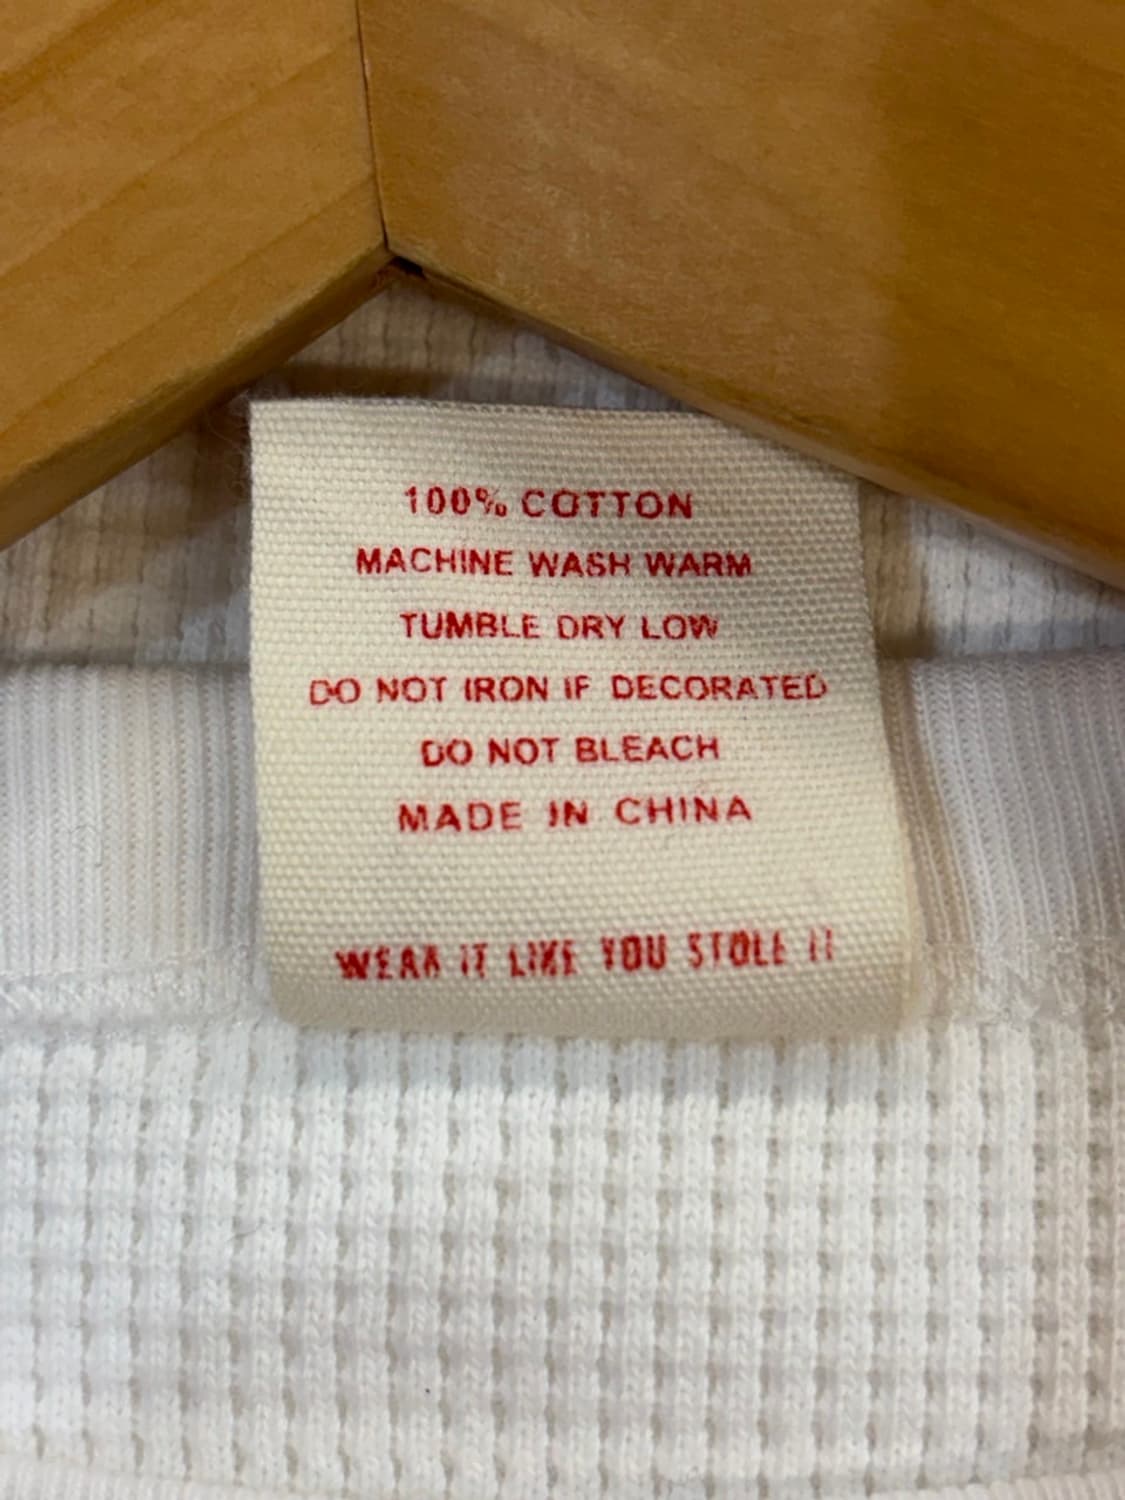 100% COTTON
MACHINE WASH WARM
TUMBLE DRY LOW
DO NOT IRON IF DECORATED
DO NOT BLEACH
MADE IN CHINA
WEAR IT LIKE YOU STOLE IT